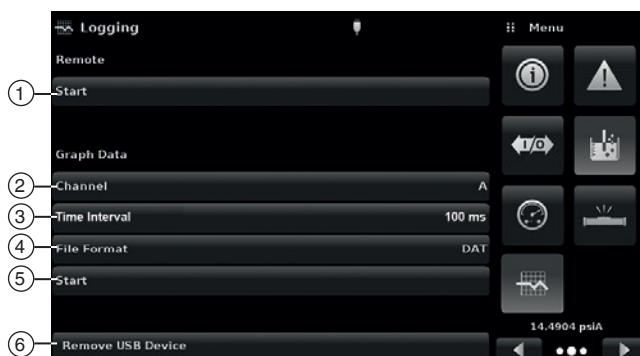 Logging
Menu
Remote
1 Start
Graph Data
2 Channel A
3 Time Interval 100 ms
4 File Format DAT
5 Start
6 Remove USB Device
I/O
14.4904 psiA